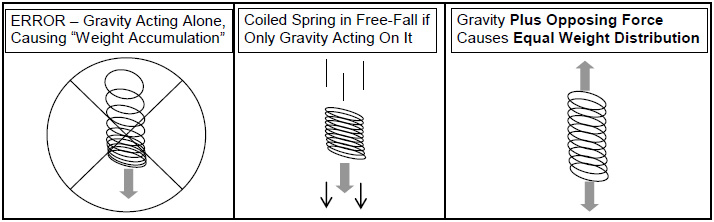 ERROR – Gravity Acting Alone,
Causing “Weight Accumulation”
Coiled Spring in Free-Fall if
Only Gravity Acting On It
Gravity Plus Opposing Force
Causes Equal Weight Distribution